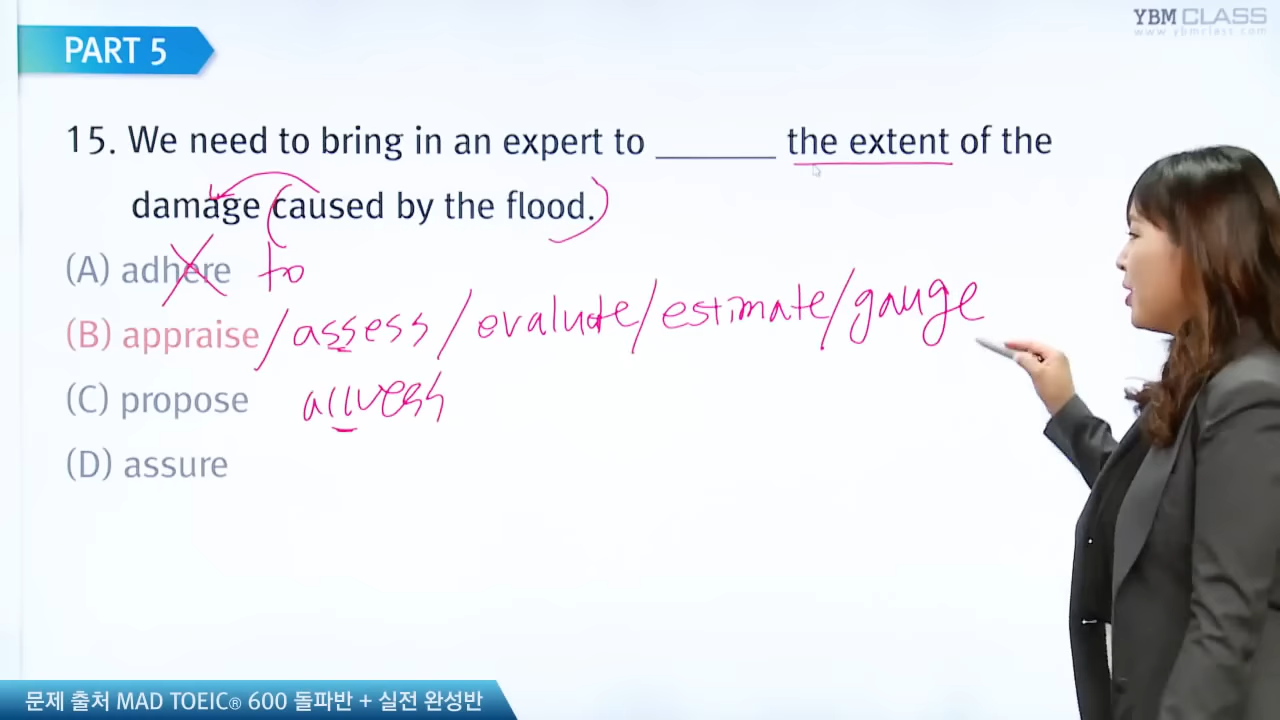 YBM CLASS
www.ybmclass.com
PART 5
15. We need to bring in an expert to ______ the extent of the
damage caused by the flood.
(A) adhere to
(B) appraise / assess / evaluate / estimate / gauge
(C) propose
(D) assure
문제 출처 MAD TOEIC® 600 돌파반 + 실전 완성반